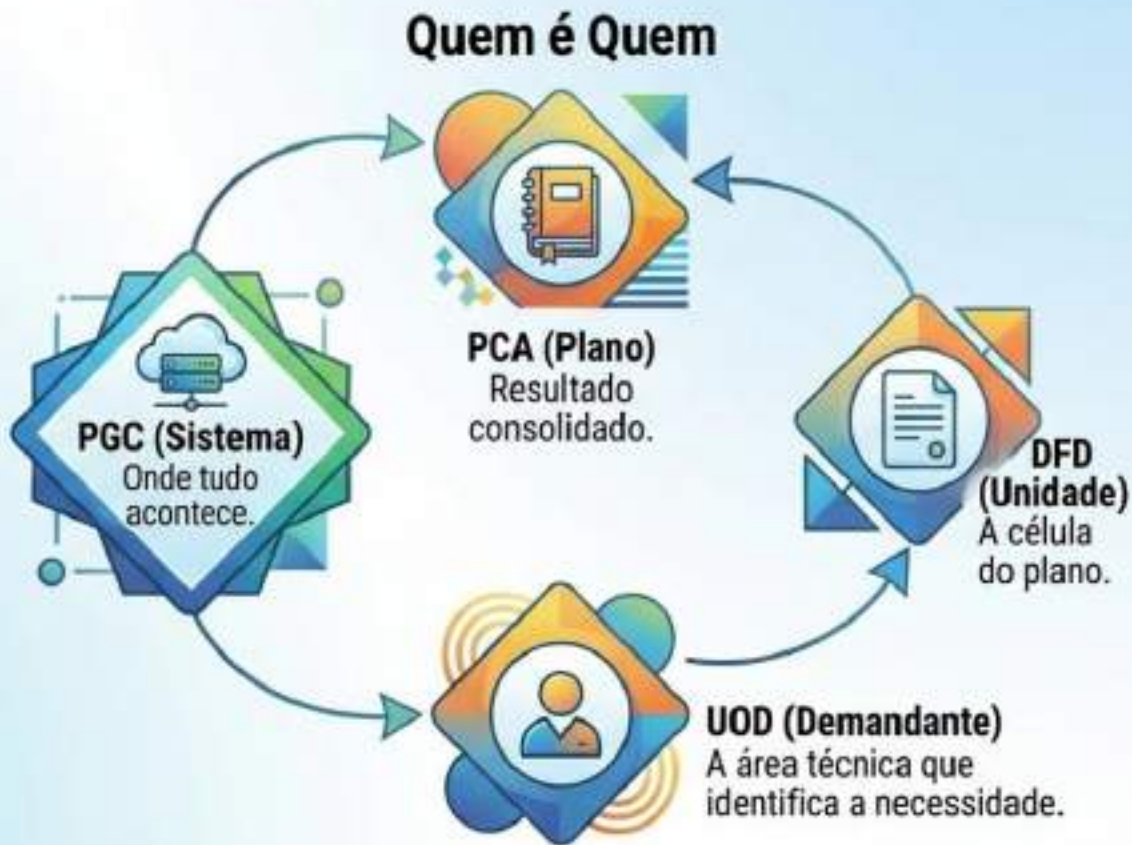 Quem é Quem
PCA (Plano)
Resultado
consolidado.
PGC (Sistema)
Onde tudo
acontece.
DFD
(Unidade)
A célula
do plano.
UOD (Demandante)
A área técnica que
identifica a necessidade.